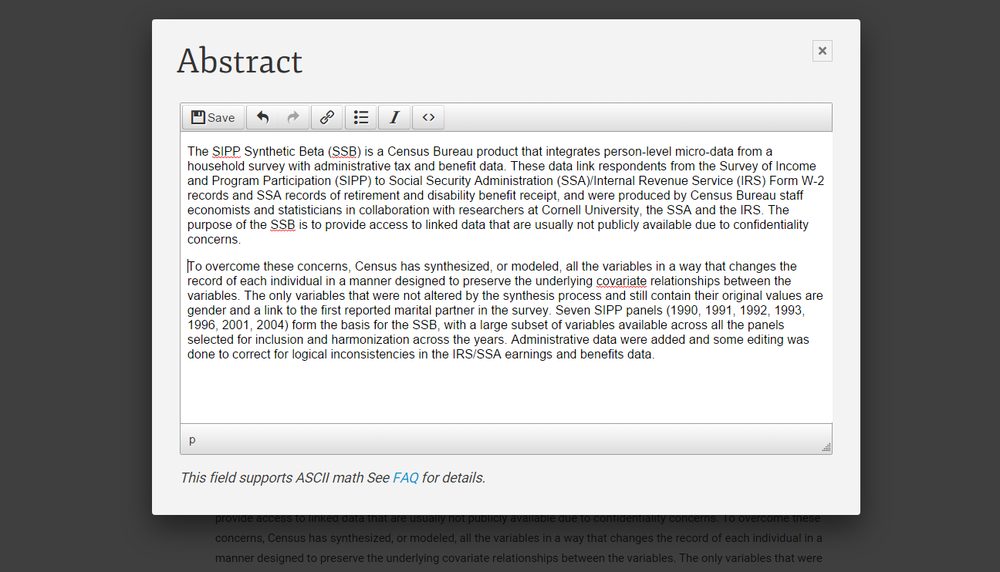 Abstract
Save
The SIPP Synthetic Beta (SSB) is a Census Bureau product that integrates person-level micro-data from a
household survey with administrative tax and benefit data. These data link respondents from the Survey of Income
and Program Participation (SIPP) to Social Security Administration (SSA)/Internal Revenue Service (IRS) Form W-2
records and SSA records of retirement and disability benefit receipt, and were produced by Census Bureau staff
economists and statisticians in collaboration with researchers at Cornell University, the SSA and the IRS. The
purpose of the SSB is to provide access to linked data that are usually not publicly available due to confidentiality
concerns.
To overcome these concerns, Census has synthesized, or modeled, all the variables in a way that changes the
record of each individual in a manner designed to preserve the underlying covariate relationships between the
variables. The only variables that were not altered by the synthesis process and still contain their original values are
gender and a link to the first reported marital partner in the survey. Seven SIPP panels (1990, 1991, 1992, 1993,
1996, 2001, 2004) form the basis for the SSB, with a large subset of variables available across all the panels
selected for inclusion and harmonization across the years. Administrative data were added and some editing was
done to correct for logical inconsistencies in the IRS/SSA earnings and benefits data.
p
This field supports ASCII math See FAQ for details.
provide access to linked data that are usually not publicly available due to confidentiality concerns. To overcome these
concerns, Census has synthesized, or modeled, all the variables in a way that changes the record of each individual in a
manner designed to preserve the underlying covariate relationships between the variables. The only variables that were